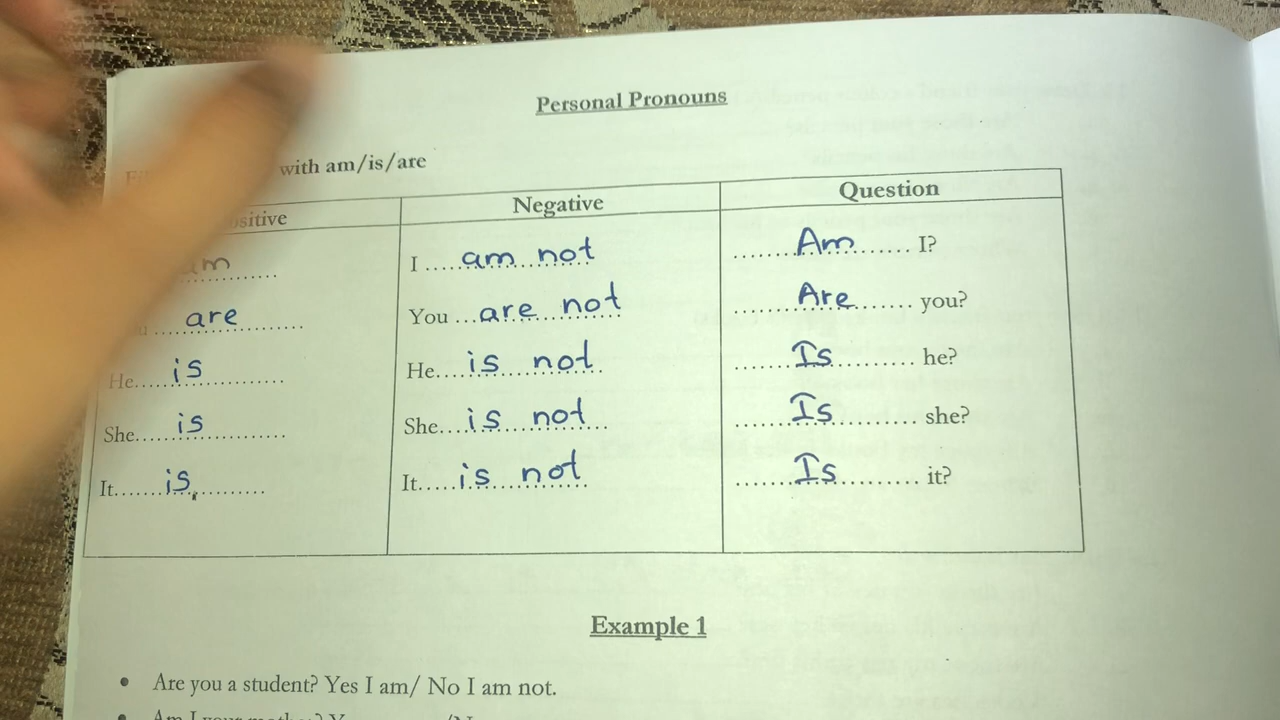 Personal Pronouns
with am/is/are
Negative Question
am I ..... am not ............ Am ....... I?
are You ... are not ............ Are ....... you?
He..... is ............ He.... is not ............ Is ......... he?
She..... is ............ She.... is not ............ Is .......... she?
It....... is ............ It..... is not ............ Is .......... it?
Example 1
• Are you a student? Yes I am/ No I am not.